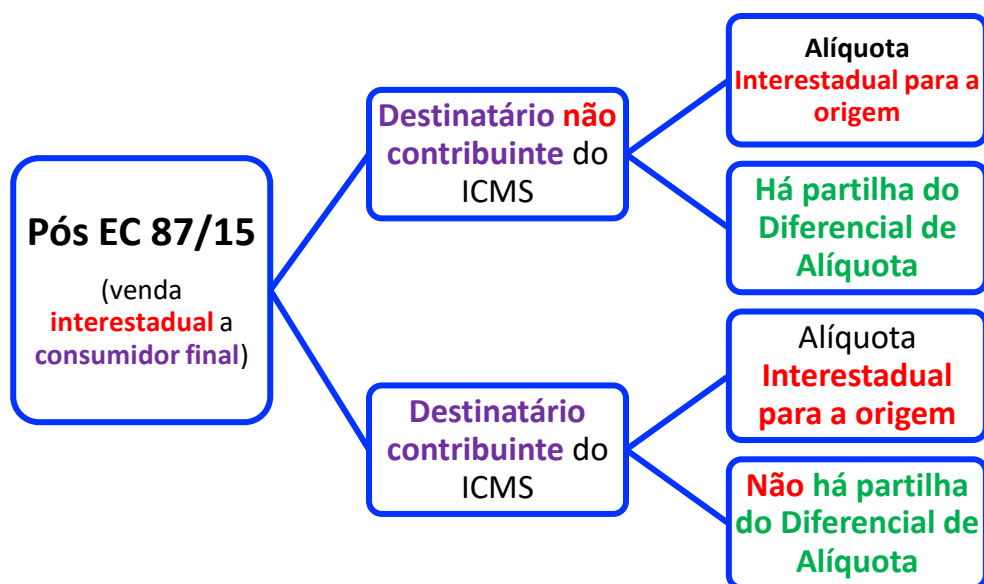 Pós EC 87/15
(venda
interestadual a
consumidor final)
Destinatário não
contribuinte do
ICMS
Alíquota
Interestadual para a
origem
Há partilha do
Diferencial de
Alíquota
Destinatário
contribuinte do
ICMS
Alíquota
Interestadual
para a origem
Não há partilha
do Diferencial de
Alíquota